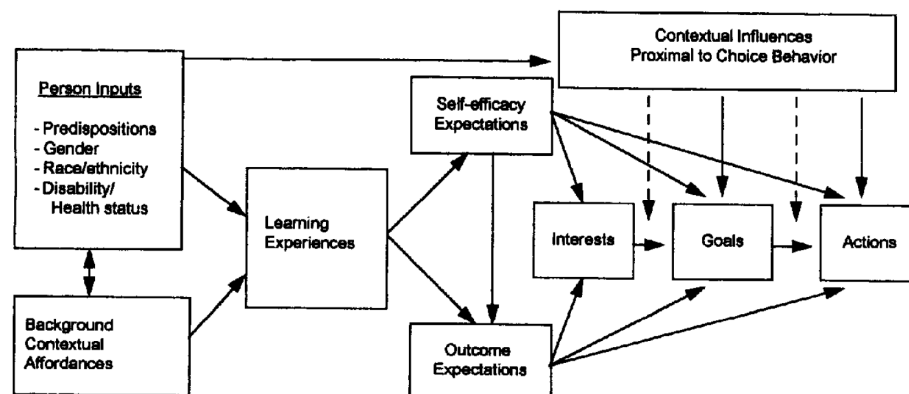 Contextual Influences
Proximal to Choice Behavior
Person Inputs
- Predispositions
- Gender
- Race/ethnicity
- Disability/
Health status
Self-efficacy
Expectations
Learning
Experiences
Interests
Goals
Actions
Background
Contextual
Affordances
Outcome
Expectations